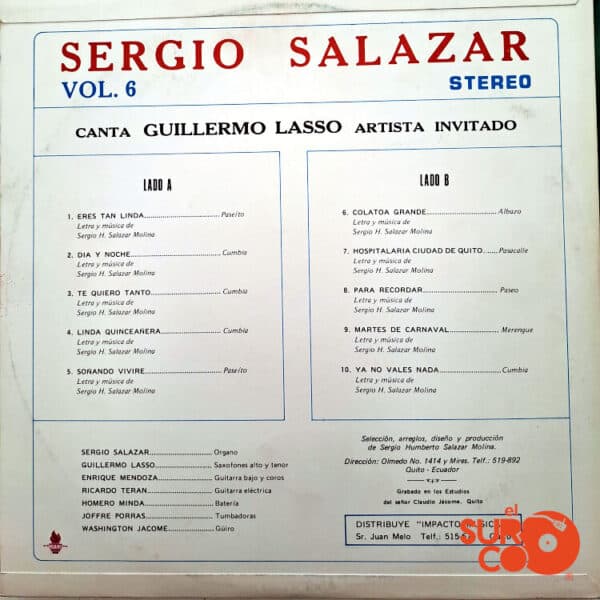 SERGIO SALAZAR
VOL. 6 STEREO
CANTA GUILLERMO LASSO ARTISTA INVITADO
LADO A
1. ERES TAN LINDA Paseíto
Letra y música de
Sergio H. Salazar Molina
2. DIA Y NOCHE Cumbia
Letra y música de
Sergio H. Salazar Molina
3. TE QUIERO TANTO Cumbia
Letra y música de
Sergio H. Salazar Molina
4. LINDA QUINCEAÑERA Cumbia
Letra y música de
Sergio H. Salazar Molina
5. SOÑANDO VIVIRE Paseíto
Letra y música de
Sergio H. Salazar Molina
LADO B
6. COLATOA GRANDE Albazo
Letra y música de
Sergio H. Salazar Molina
7. HOSPITALARIA CIUDAD DE QUITO Pasacalle
Letra y música de
Sergio H. Salazar Molina
8. PARA RECORDAR Paseo
Letra y música de
Sergio H. Salazar Molina
9. MARTES DE CARNAVAL Merengue
Letra y música de
Sergio H. Salazar Molina
10. YA NO VALES NADA Cumbia
Letra y música de
Sergio H. Salazar Molina
SERGIO SALAZAR Organo
GUILLERMO LASSO Saxofones alto y tenor
ENRIQUE MENDOZA Guitarra bajo y coros
RICARDO TERAN Guitarra eléctrica
HOMERO MINDA Batería
JOFFRE PORRAS Tumbadoras
WASHINGTON JACOME Güiro
Selección, arreglos, diseño y producción
de Sergio Humberto Salazar Molina.
Dirección: Olmedo No. 1414 y Mires. Telf.: 519-892
Quito - Ecuador
Grabado en los Estudios
del señor Claudio Jácome. Quito
DISTRIBUYE "IMPACTO MUSICAL"
Sr. Juan Melo Telf.:
el
SURCO